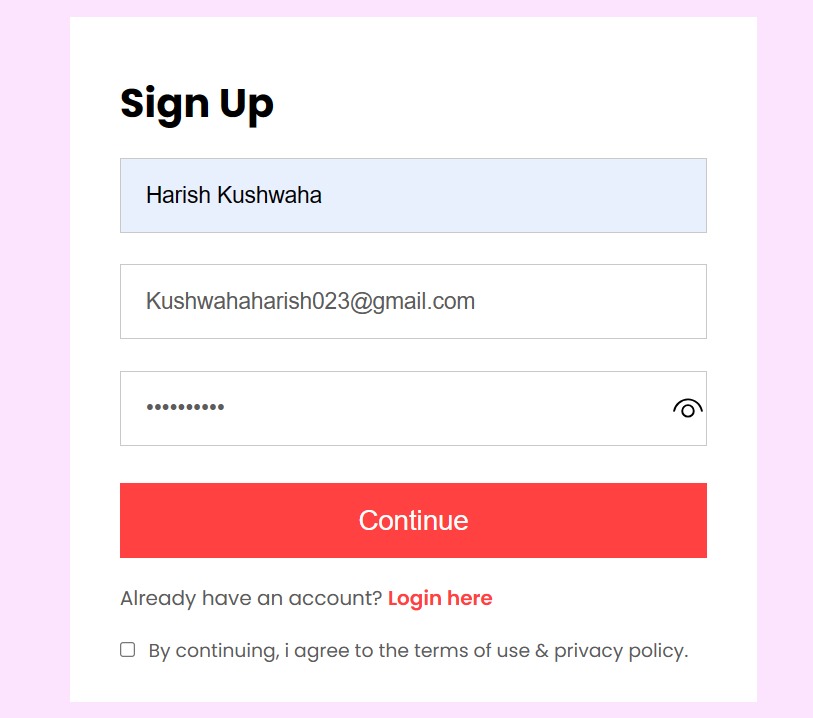 Sign Up
Harish Kushwaha
Kushwahaharish023@gmail.com
••••••••••
Continue
Already have an account? Login here
By continuing, i agree to the terms of use & privacy policy.